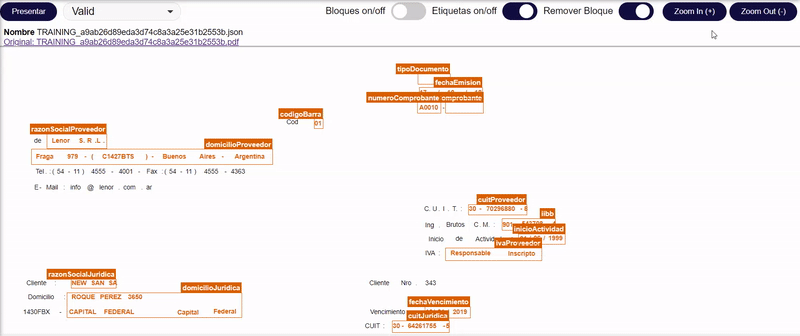 Presentar Valid Bloques on/off Etiquetas on/off Remover Bloque Zoom In (+) Zoom Out (-)
Nombre TRAINING_a9ab26d89eda3d74c8a3a25e31b2553b.json
Original: TRAINING_a9ab26d89eda3d74c8a3a25e31b2553b.pdf
tipoDocumento
fechaEmision
numeroComprobante omprobante
A0010 -
codigoBarra
Cod 01
razonSocialProveedor
de Lenor S. R .L .
domicilioProveedor
Fraga 979 - ( C1427BTS ) - Buenos Aires - Argentina
Tel . : ( 54 - 11 ) 4555 - 4001 - Fax : ( 54 - 11 ) 4555 - 4363
E- Mail : info @ lenor . com . ar
cuitProveedor
C. U . I . T . : 30 - 70296880 - 8
iibb
Ing . Brutos C. M . : 901 -
inicioActividad
Inicio de Activid 1999
ivaProveedor
IVA : Responsable Inscripto
razonSocialJuridica
Cliente : NEW SAN SA Cliente Nro . 343
domicilioJuridica
Domicilio : ROQUE PEREZ 3650
fechaVencimiento
1430FBX - CAPITAL FEDERAL Capital Federal Vencimiento 2019
cuitJuridica
CUIT : 30 - 64261755 -5